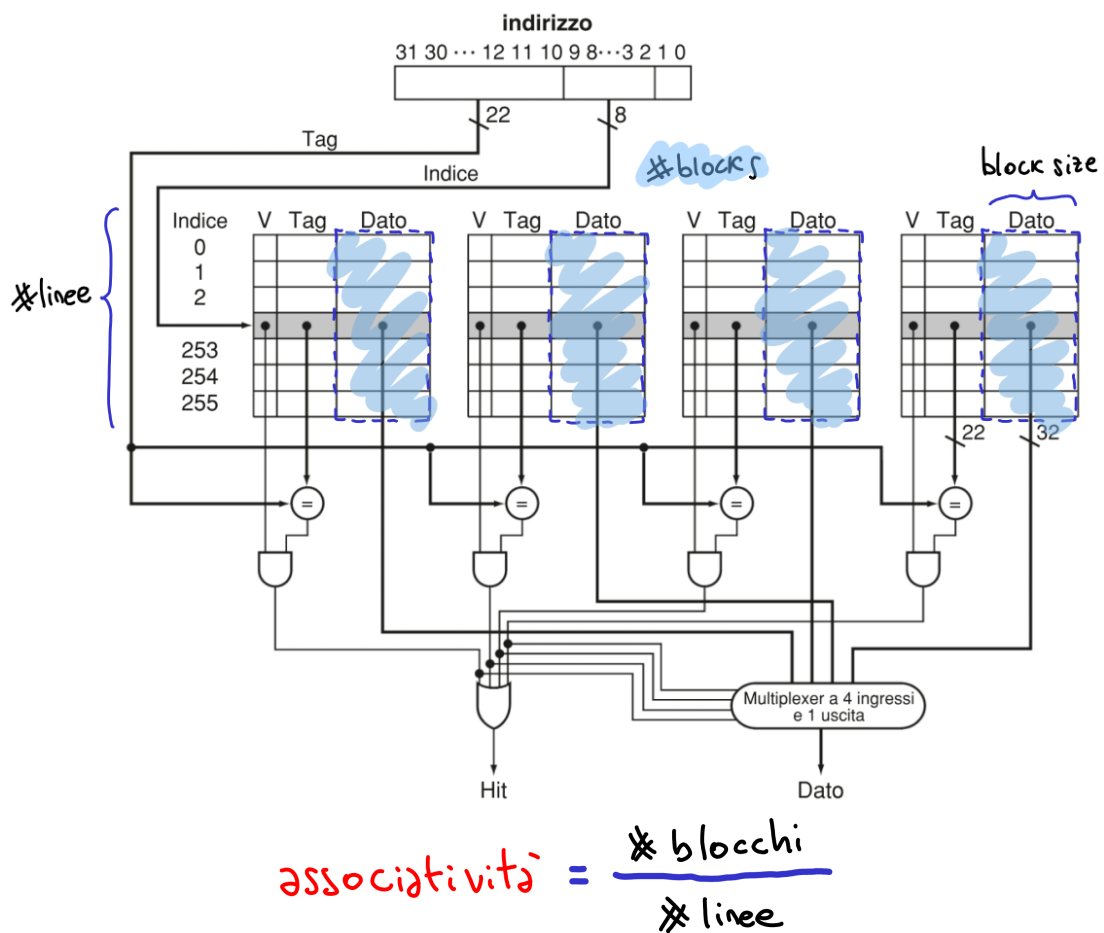 indirizzo
31 30 ··· 12 11 10 9 8···3 2 1 0
22
8
Tag
Indice
#blocks
block size
Indice V Tag Dato V Tag Dato V Tag Dato V Tag Dato
0
1
2
#linee
253
254
255
22 32
= = = =
Multiplexer a 4 ingressi
e 1 uscita
Hit Dato
associatività = # blocchi
# linee